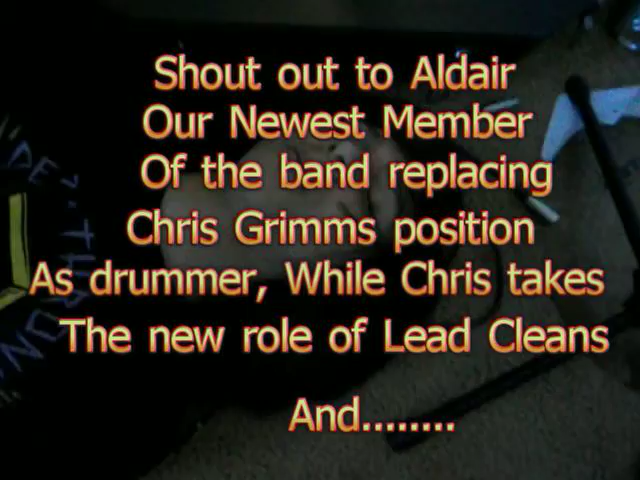 Shout out to Aldair
Our Newest Member
Of the band replacing
Chris Grimms position
As drummer, While Chris takes
The new role of Lead Cleans
And........